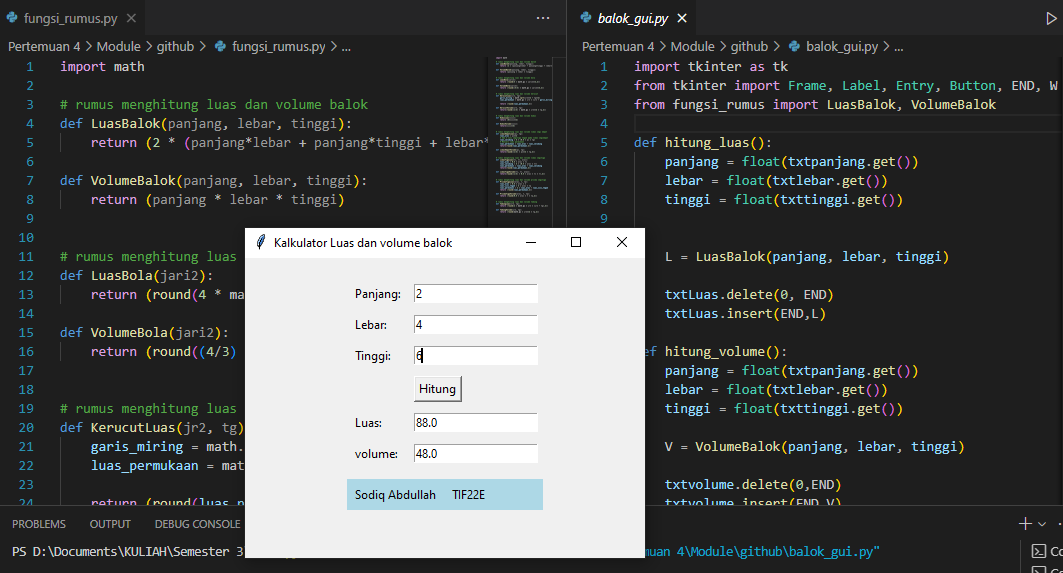 fungsi_rumus.py
Pertemuan 4 > Module > github > fungsi_rumus.py > ...
1 import math
2
3 # rumus menghitung luas dan volume balok
4 def LuasBalok(panjang, lebar, tinggi):
5 return (2 * (panjang*lebar + panjang*tinggi + lebar*
6
7 def VolumeBalok(panjang, lebar, tinggi):
8 return (panjang * lebar * tinggi)
9
10
11 # rumus menghitung luas
12 def LuasBola(jari2):
13 return (round(4 * ma
14
15 def VolumeBola(jari2):
16 return (round((4/3)
17
18
19 # rumus menghitung luas
20 def KerucutLuas(jr2, tg)
21 garis_miring = math.
22 luas_permukaan = mat
23
24 return (round(luas_p
balok_gui.py
Pertemuan 4 > Module > github > balok_gui.py > ...
1 import tkinter as tk
2 from tkinter import Frame, Label, Entry, Button, END, W
3 from fungsi_rumus import LuasBalok, VolumeBalok
4
5 def hitung_luas():
6 panjang = float(txtpanjang.get())
7 lebar = float(txtlebar.get())
8 tinggi = float(txttinggi.get())
9
L = LuasBalok(panjang, lebar, tinggi)
txtLuas.delete(0, END)
txtLuas.insert(END,L)
ef hitung_volume():
panjang = float(txtpanjang.get())
lebar = float(txtlebar.get())
tinggi = float(txttinggi.get())
V = VolumeBalok(panjang, lebar, tinggi)
txtvolume.delete(0,END)
txtvolume.insert(END,V)
Kalkulator Luas dan volume balok
Panjang: 2
Lebar: 4
Tinggi: 6
Hitung
Luas: 88.0
volume: 48.0
Sodiq Abdullah TIF22E
PROBLEMS OUTPUT DEBUG CONSOLE
PS D:\Documents\KULIAH\Semester 3 muan 4\Module\github\balok_gui.py"